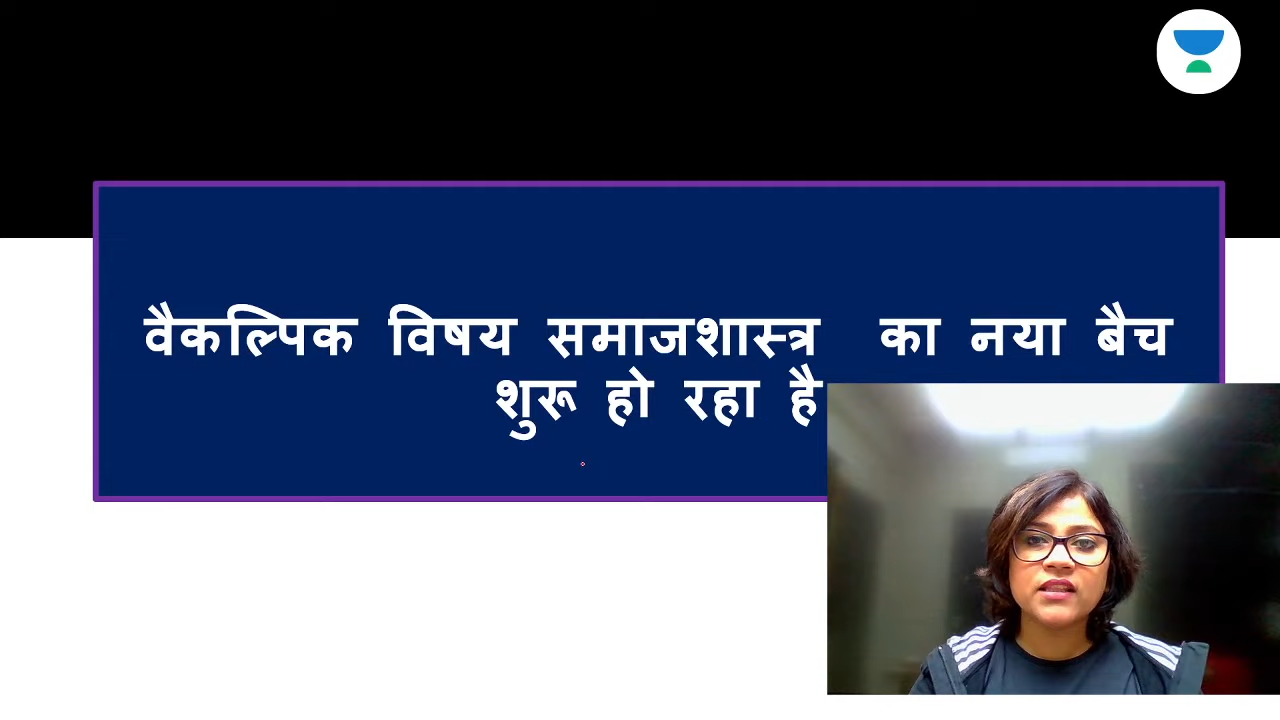 वैकल्पिक विषय समाजशास्त्र का नया बैच
शुरू हो रहा है